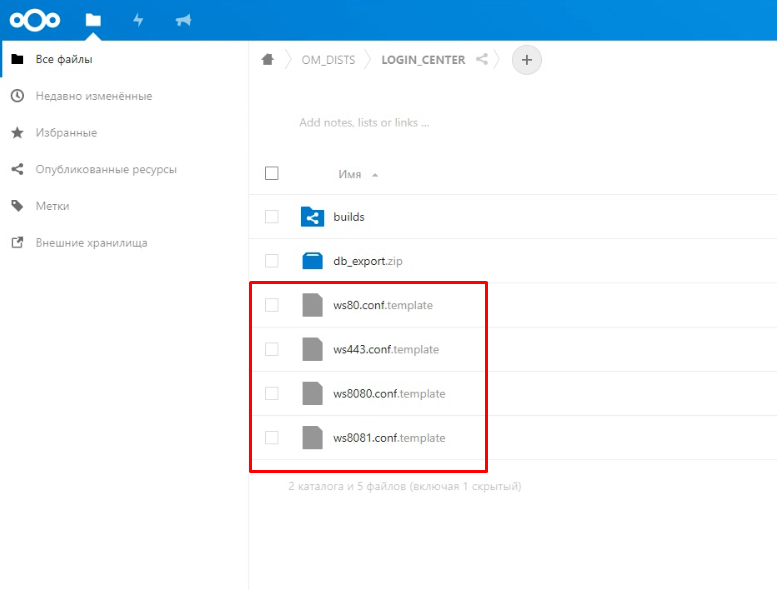 Все файлы
Недавно изменённые
Избранные
Опубликованные ресурсы
Метки
Внешние хранилища
OM_DISTS
LOGIN_CENTER
Add notes, lists or links ...
Имя
builds
db_export.zip
ws80.conf.template
ws443.conf.template
ws8080.conf.template
ws8081.conf.template
2 каталога и 5 файлов (включая 1 скрытый)